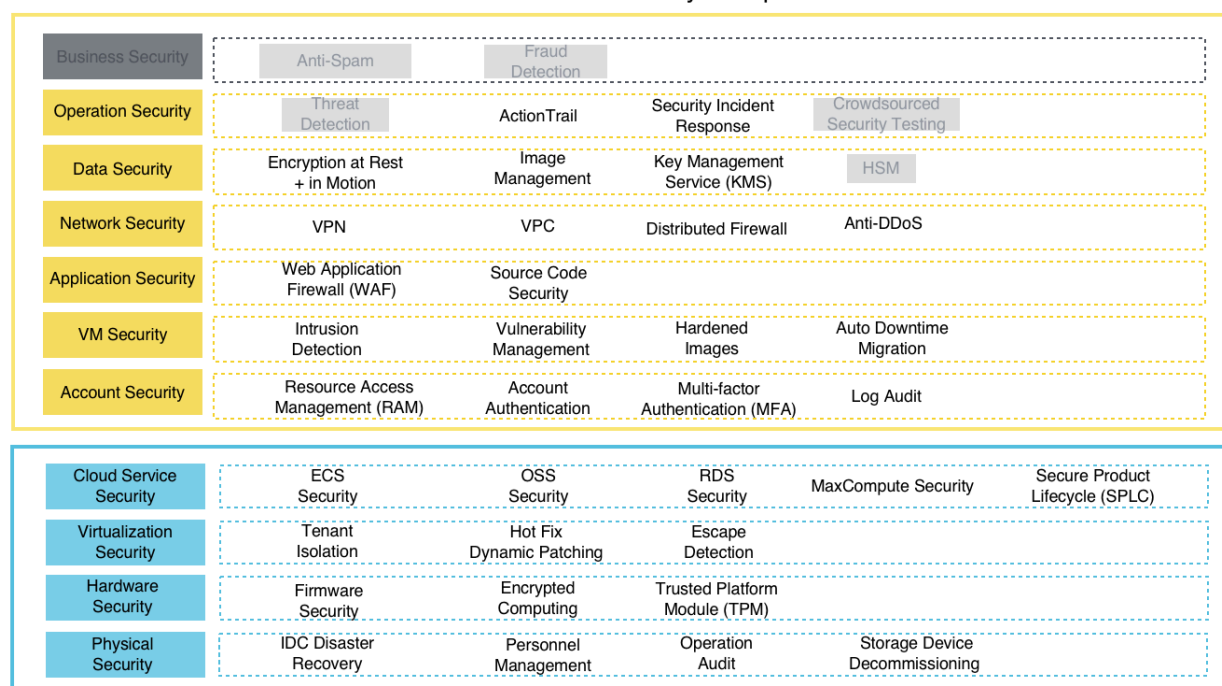 Business Security
Anti-Spam
Fraud
Detection
Operation Security
Threat
Detection
ActionTrail
Security Incident
Response
Crowdsourced
Security Testing
Data Security
Encryption at Rest
+ in Motion
Image
Management
Key Management
Service (KMS)
HSM
Network Security
VPN
VPC
Distributed Firewall
Anti-DDoS
Application Security
Web Application
Firewall (WAF)
Source Code
Security
VM Security
Intrusion
Detection
Vulnerability
Management
Hardened
Images
Auto Downtime
Migration
Account Security
Resource Access
Management (RAM)
Account
Authentication
Multi-factor
Authentication (MFA)
Log Audit
Cloud Service
Security
ECS
Security
OSS
Security
RDS
Security
MaxCompute Security
Secure Product
Lifecycle (SPLC)
Virtualization
Security
Tenant
Isolation
Hot Fix
Dynamic Patching
Escape
Detection
Hardware
Security
Firmware
Security
Encrypted
Computing
Trusted Platform
Module (TPM)
Physical
Security
IDC Disaster
Recovery
Personnel
Management
Operation
Audit
Storage Device
Decommissioning